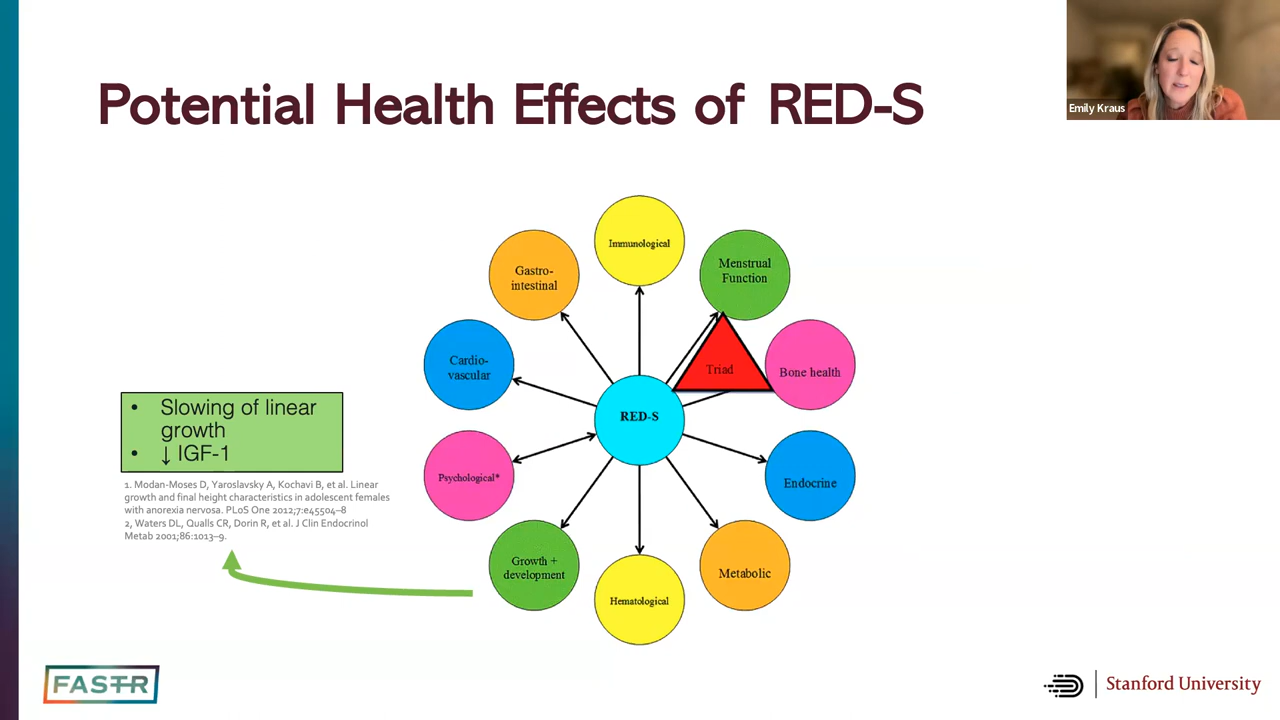 Potential Health Effects of RED-S
Emily Kraus
Immunological
Gastro-
intestinal
Menstrual
Function
Cardio-
vascular
Triad
Bone health
RED-S
Psychological*
Endocrine
Growth +
development
Hematological
Metabolic
• Slowing of linear
growth
• ↓ IGF-1
1. Modan-Moses D, Yaroslavsky A, Kochavi B, et al. Linear
growth and final height characteristics in adolescent females
with anorexia nervosa. PLoS One 2012;7:e45504–8
2, Waters DL, Qualls CR, Dorin R, et al. J Clin Endocrinol
Metab 2001;86:1013–9.
FASTR
Stanford University